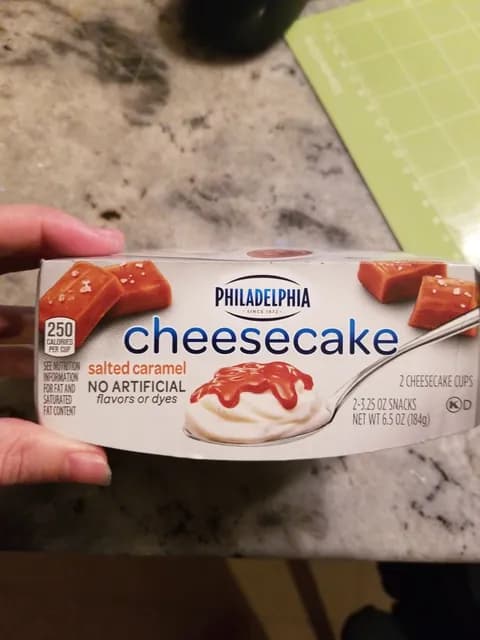 PHILADELPHIA
SINCE 1872
cheesecake
250
CALORIES
PER CUP
SEE NUTRITION
INFORMATION
FOR FAT AND
SATURATED
FAT CONTENT
salted caramel
NO ARTIFICIAL
flavors or dyes
2 CHEESECAKE CUPS
2-3.25 OZ SNACKS
NET WT 6.5 OZ (184g)
K D